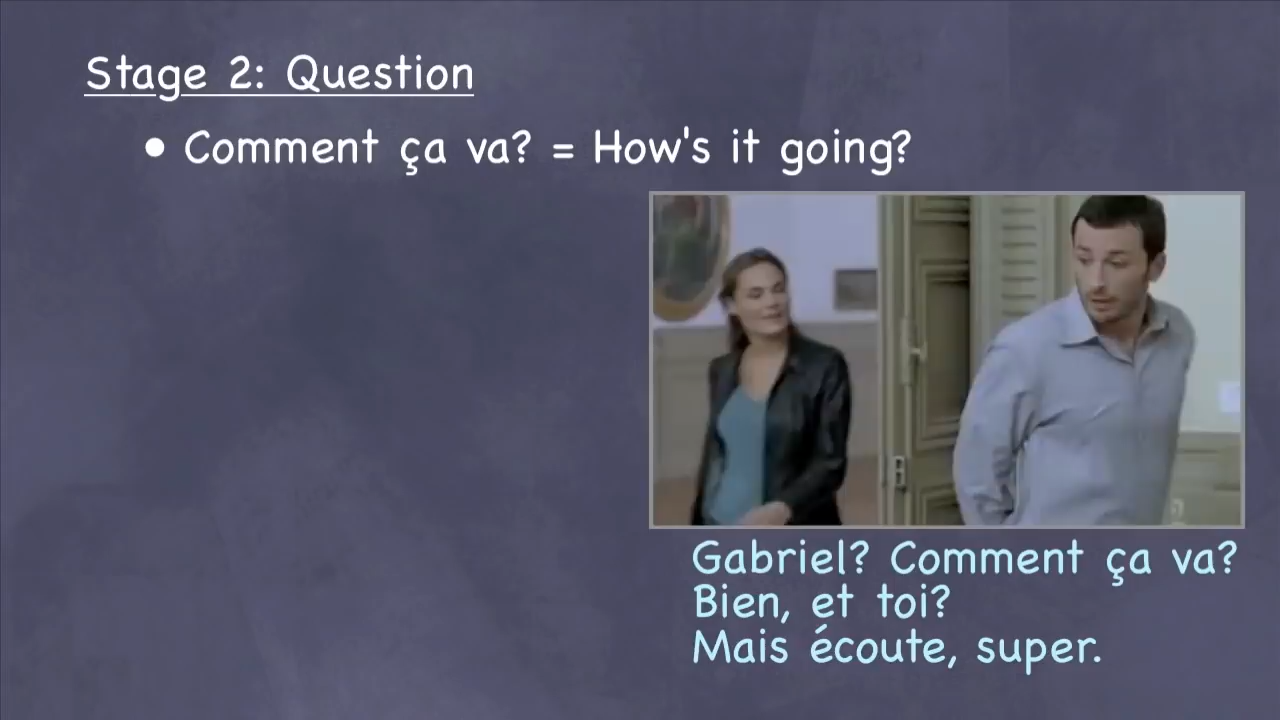 Stage 2: Question
• Comment ça va? = How's it going?
Gabriel? Comment ça va?
Bien, et toi?
Mais écoute, super.